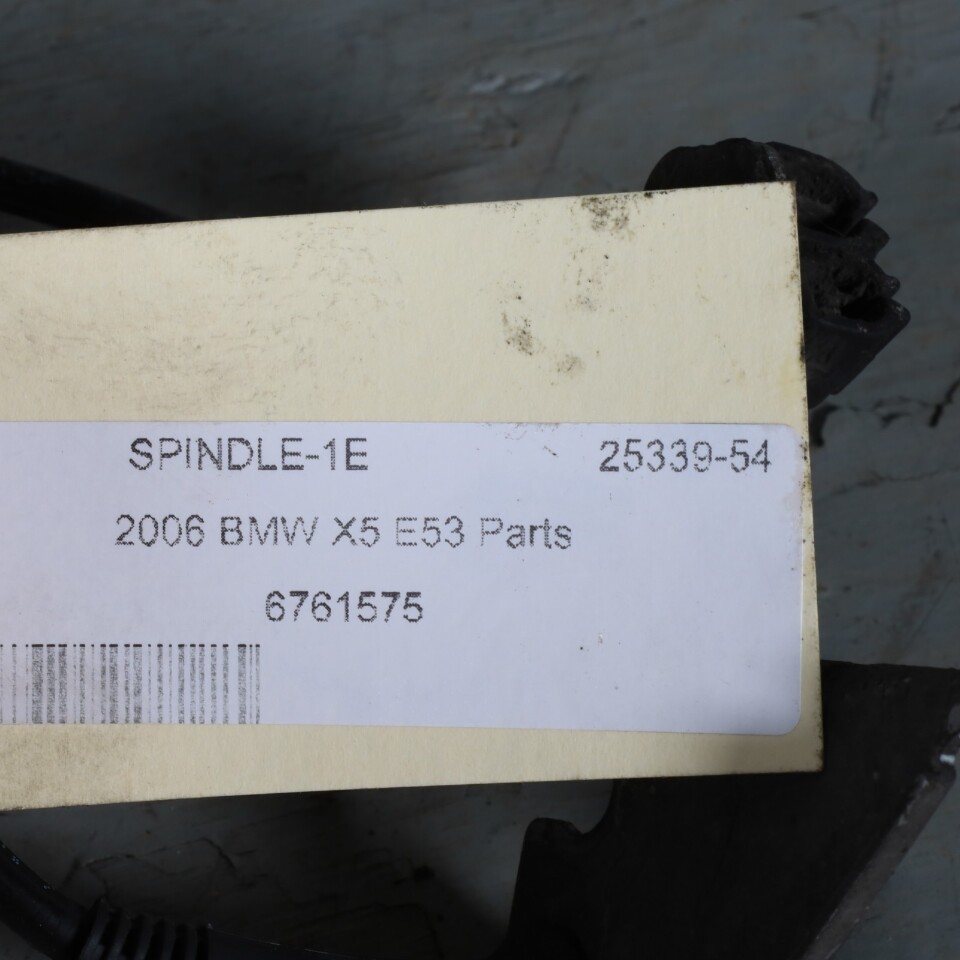 SPINDLE-1E 25339-54
2006 BMW X5 E53 Parts
6761575